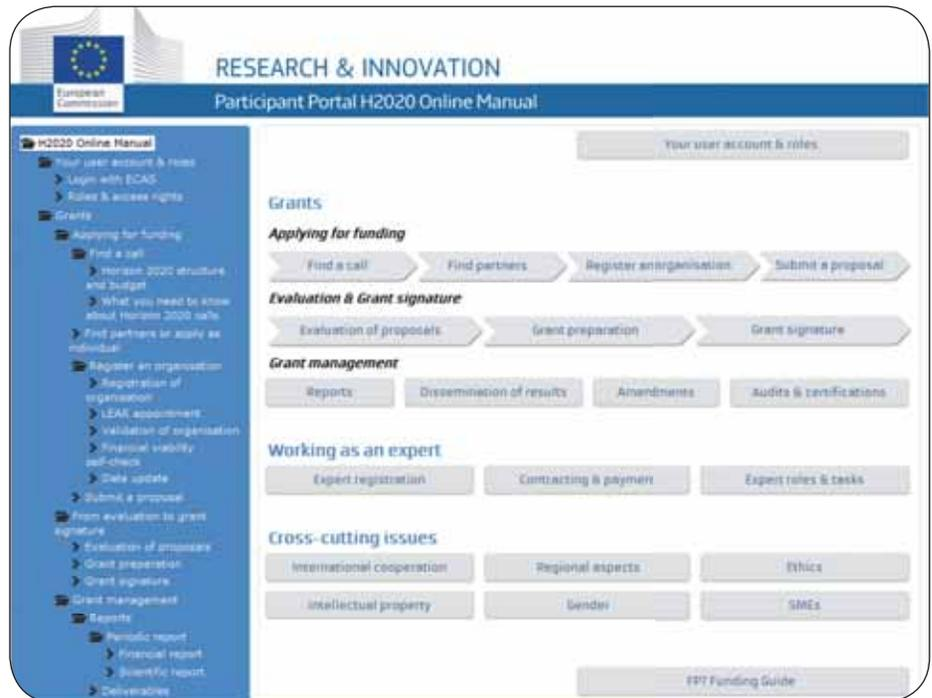 European
Commission
RESEARCH & INNOVATION
Participant Portal H2020 Online Manual
H2020 Online Manual
Your user account & roles
Login with ECAS
Roles & access rights
Grants
Applying for funding
Find a call
Horizon 2020 structure
and budget
What you need to know
about Horizon 2020 calls
Find partners or apply as
individual
Register an organisation
Registration of
organisation
LEAR appointment
Validation of organisation
Financial viability
self-check
Data update
Submit a proposal
From evaluation to grant
signature
Evaluation of proposals
Grant preparation
Grant signature
Grant management
Reports
Periodic report
Financial report
Scientific report
Deliverables
Your user account & roles
Grants
Applying for funding
Find a call
Find partners
Register an organisation
Submit a proposal
Evaluation & Grant signature
Evaluation of proposals
Grant preparation
Grant signature
Grant management
Reports
Dissemination of results
Amendments
Audits & certifications
Working as an expert
Expert registration
Contracting & paymen
Expert roles & tasks
Cross-cutting issues
International cooperation
Regional aspects
Ethics
Intellectual property
Gender
SMEs
FP7 Funding Guide